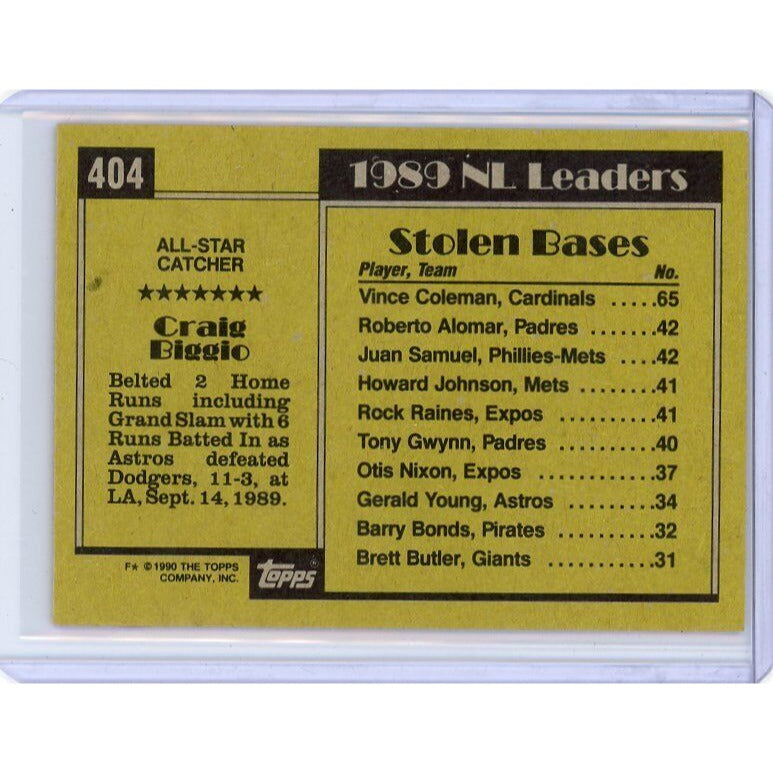 404
ALL-STAR
CATCHER
★★★★★★★
Craig
Biggio
Belted 2 Home
Runs including
Grand Slam with 6
Runs Batted In as
Astros defeated
Dodgers, 11-3, at
LA, Sept. 14, 1989.
F★ © 1990 THE TOPPS
COMPANY, INC.
Topps®
1989 NL Leaders
Stolen Bases
Player, Team No.
Vince Coleman, Cardinals .....65
Roberto Alomar, Padres .......42
Juan Samuel, Phillies-Mets ....42
Howard Johnson, Mets ........41
Rock Raines, Expos ..........41
Tony Gwynn, Padres ..........40
Otis Nixon, Expos ............37
Gerald Young, Astros .........34
Barry Bonds, Pirates ..........32
Brett Butler, Giants ...........31